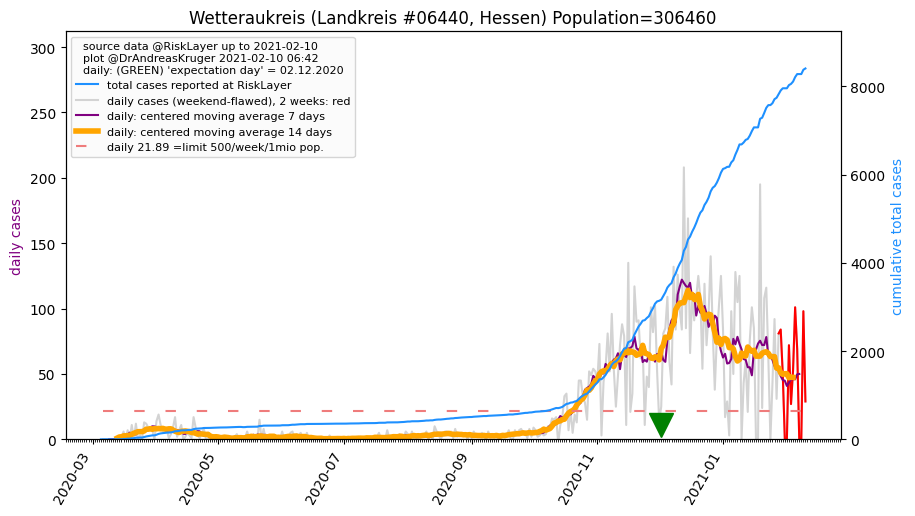 Wetteraukreis (Landkreis #06440, Hessen) Population=306460
source data @RiskLayer up to 2021-02-10
plot @DrAndreasKruger 2021-02-10 06:42
daily: (GREEN) 'expectation day' = 02.12.2020
total cases reported at RiskLayer
daily cases (weekend-flawed), 2 weeks: red
daily: centered moving average 7 days
daily: centered moving average 14 days
daily 21.89 =limit 500/week/1mio pop.
daily cases
300
250
200
150
100
50
0
cumulative total cases
8000
6000
4000
2000
0
2020-03
2020-05
2020-07
2020-09
2020-11
2021-01